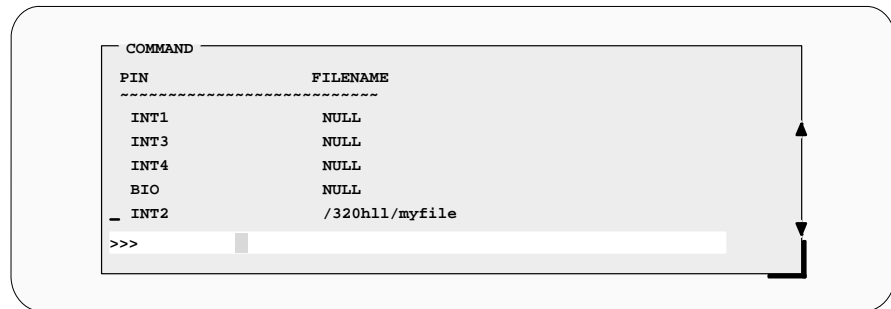 COMMAND
PIN FILENAME
~~~~~~~~~~~~~~~~~~~~~~~~~~~
INT1 NULL
INT3 NULL
INT4 NULL
BIO NULL
_ INT2 /320hll/myfile
>>>